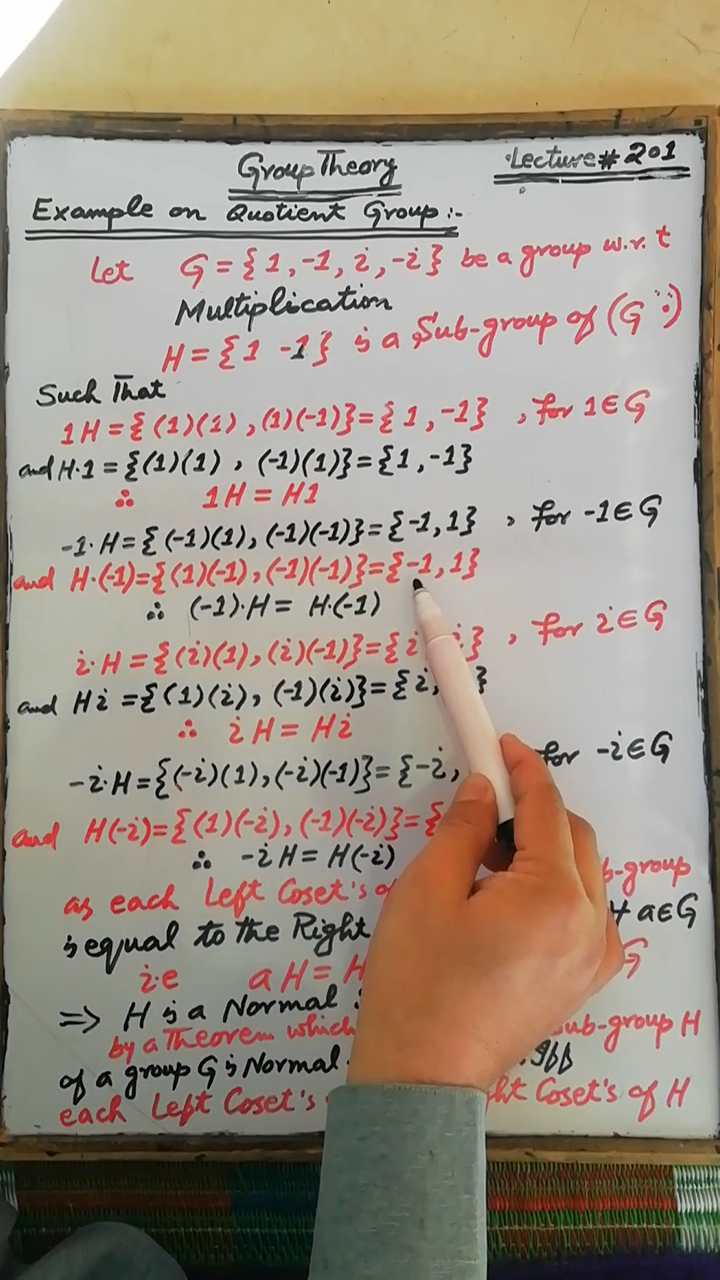 Group Theory
Lecture # 201
Example on Quotient Group:-
Let G = {1, -1, i, -i} be a group w.r.t
Multiplication
H = {1 -1} is a Sub-group of (G ·)
Such That
1H = {(1)(1), (1)(-1)} = {1, -1} , for 1∈G
and H·1 = {(1)(1), (-1)(1)} = {1, -1}
∴ 1H = H1
-1·H = {(-1)(1), (-1)(-1)} = {-1, 1} , for -1∈G
and H·(-1) = {(1)(-1), (-1)(-1)} = {-1, 1}
∴ (-1)·H = H·(-1)
i·H = {(i)(1), (i)(-1)} = {i } , for i∈G
and Hi = {(1)(i), (-1)(i)} = {i, }
∴ iH = Hi
-i·H = {(-i)(1), (-i)(-1)} = {-i, for -i∈G
and H(-i) = {(1)(-i), (-1)(-i)} = {
∴ -iH = H(-i)
as each Left Coset's of b-group
is equal to the Right ∀ a∈G
i.e aH = H G
⇒ H is a Normal
by a Theorem which sub-group H
of a group G is Normal iff
each Left Coset's ht Coset's of H